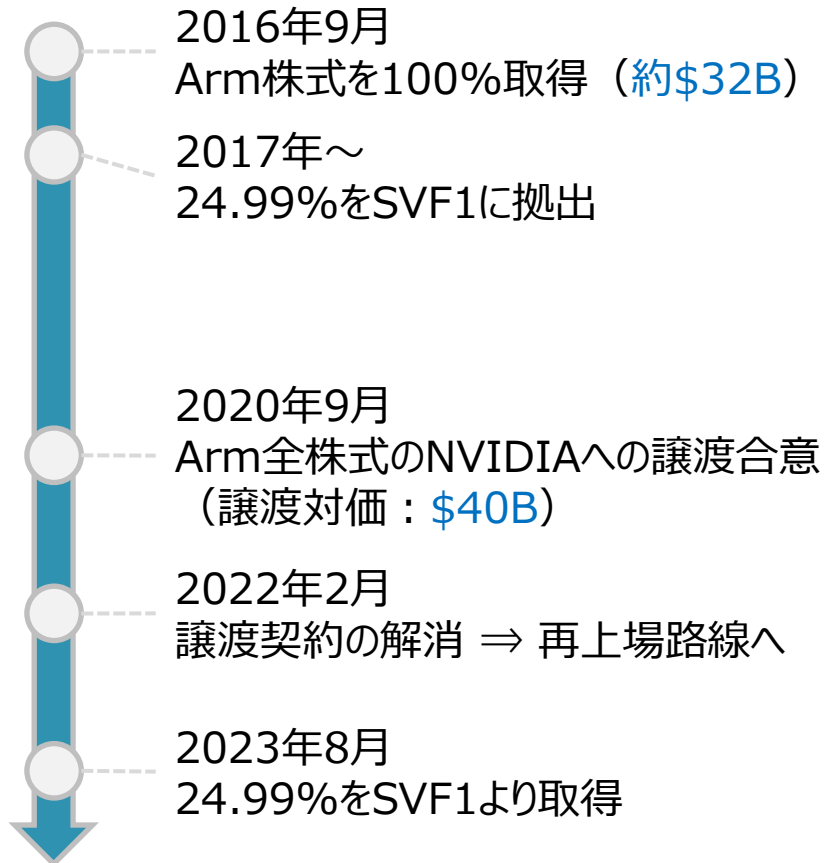 2016年9月
Arm株式を100%取得（約$32B）
2017年～
24.99%をSVF1に拠出
2020年9月
Arm全株式のNVIDIAへの譲渡合意
（譲渡対価：$40B）
2022年2月
譲渡契約の解消 ⇒ 再上場路線へ
2023年8月
24.99%をSVF1より取得